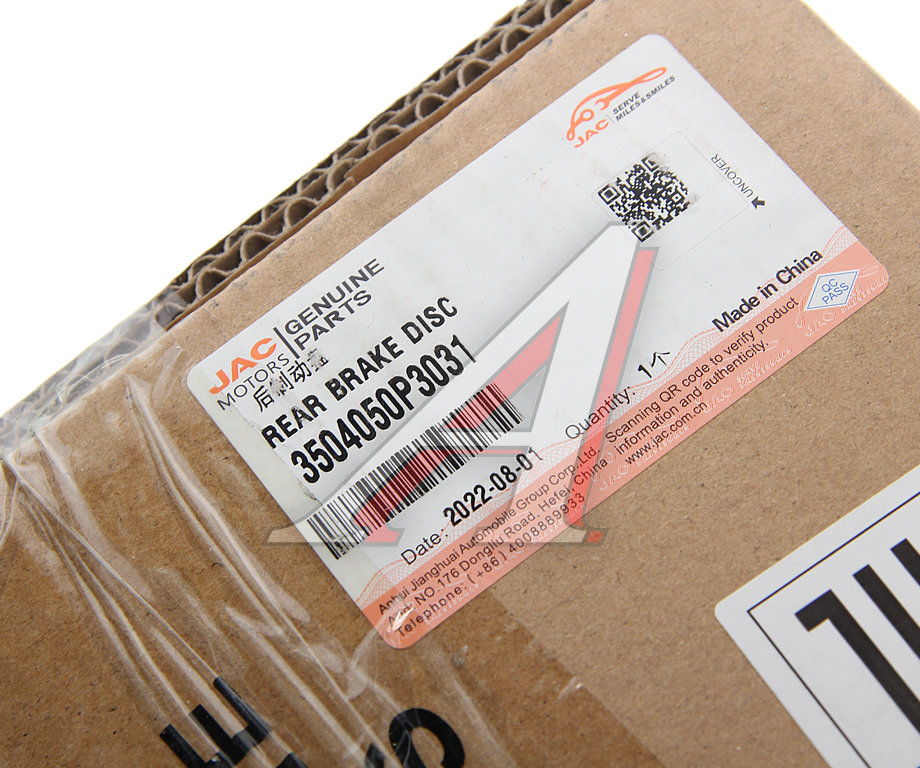 JAC
SERVE
MILES & SMILES
UNCOVER
JAC
MOTORS
GENUINE
PARTS
后制动盘
REAR BRAKE DISC
3504050P3031
Date: 2022-08-01
Quantity: 1个
Made in China
QC
PASS
Anhui Jianghuai Automobile Group Corp.,Ltd.
Add: NO.176 Dongliu Road, Hefei, China
Telephone: (+86) 4008889933
Scanning QR code to verify product
information and authenticity.
www.jac.com.cn